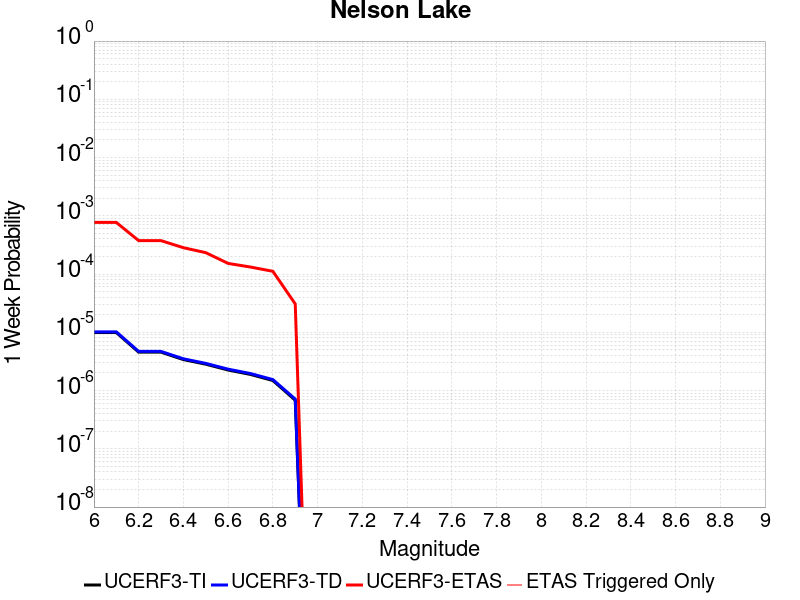 Nelson Lake
10^0
10^-1
10^-2
10^-3
10^-4
10^-5
10^-6
10^-7
10^-8
1 Week Probability
6 6.2 6.4 6.6 6.8 7 7.2 7.4 7.6 7.8 8 8.2 8.4 8.6 8.8 9
Magnitude
UCERF3-TI UCERF3-TD UCERF3-ETAS ETAS Triggered Only